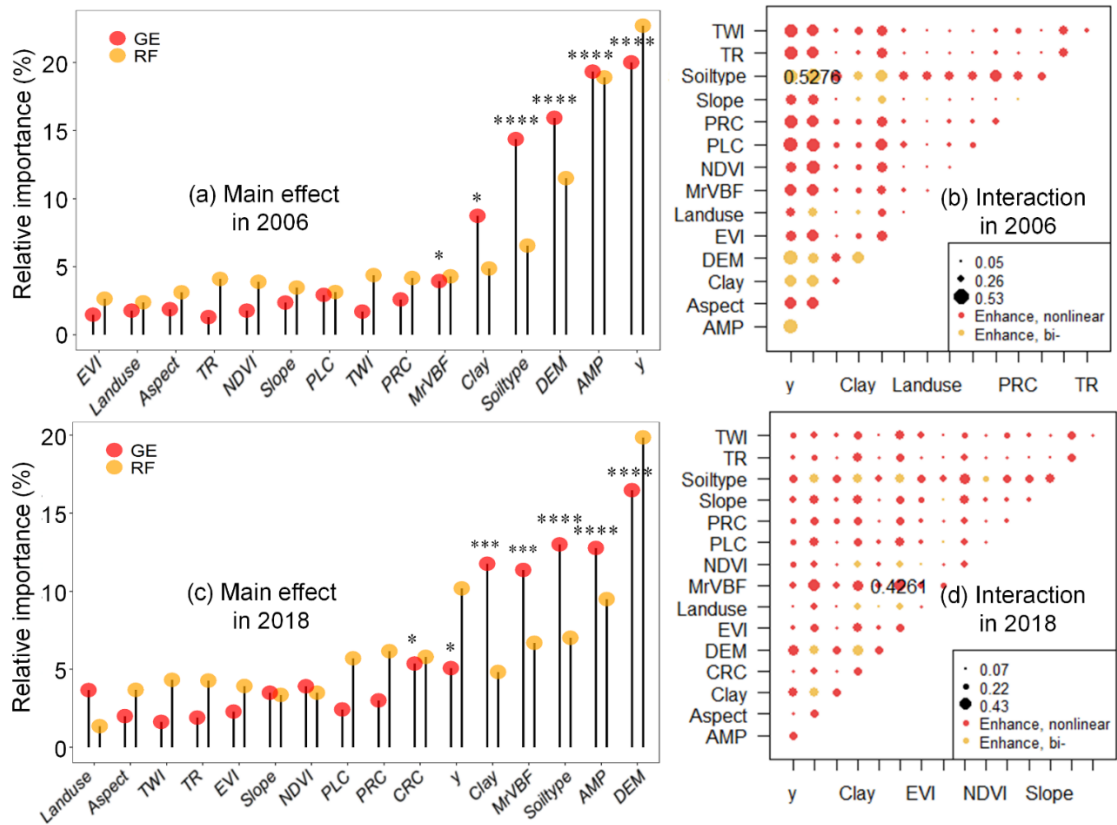 GE
RF
Relative importance (%)
20
15
10
5
0
(a) Main effect
in 2006
*
*
****
****
****
****
EVI
Landuse
Aspect
TR
NDVI
Slope
PLC
TWI
PRC
MrVBF
Clay
Soiltype
DEM
AMP
y
TWI
TR
Soiltype
Slope
PRC
PLC
NDVI
MrVBF
Landuse
EVI
DEM
Clay
Aspect
AMP
0.5276
(b) Interaction
in 2006
0.05
0.26
0.53
Enhance, nonlinear
Enhance, bi-
y Clay Landuse PRC TR
GE
RF
Relative importance (%)
20
15
10
5
0
(c) Main effect
in 2018
*
*
***
***
****
****
****
Landuse
Aspect
TWI
TR
EVI
Slope
NDVI
PLC
PRC
CRC
y
Clay
MrVBF
Soiltype
AMP
DEM
TWI
TR
Soiltype
Slope
PRC
PLC
NDVI
MrVBF
Landuse
EVI
DEM
CRC
Clay
Aspect
AMP
0.4261
(d) Interaction
in 2018
0.07
0.22
0.43
Enhance, nonlinear
Enhance, bi-
y Clay EVI NDVI Slope